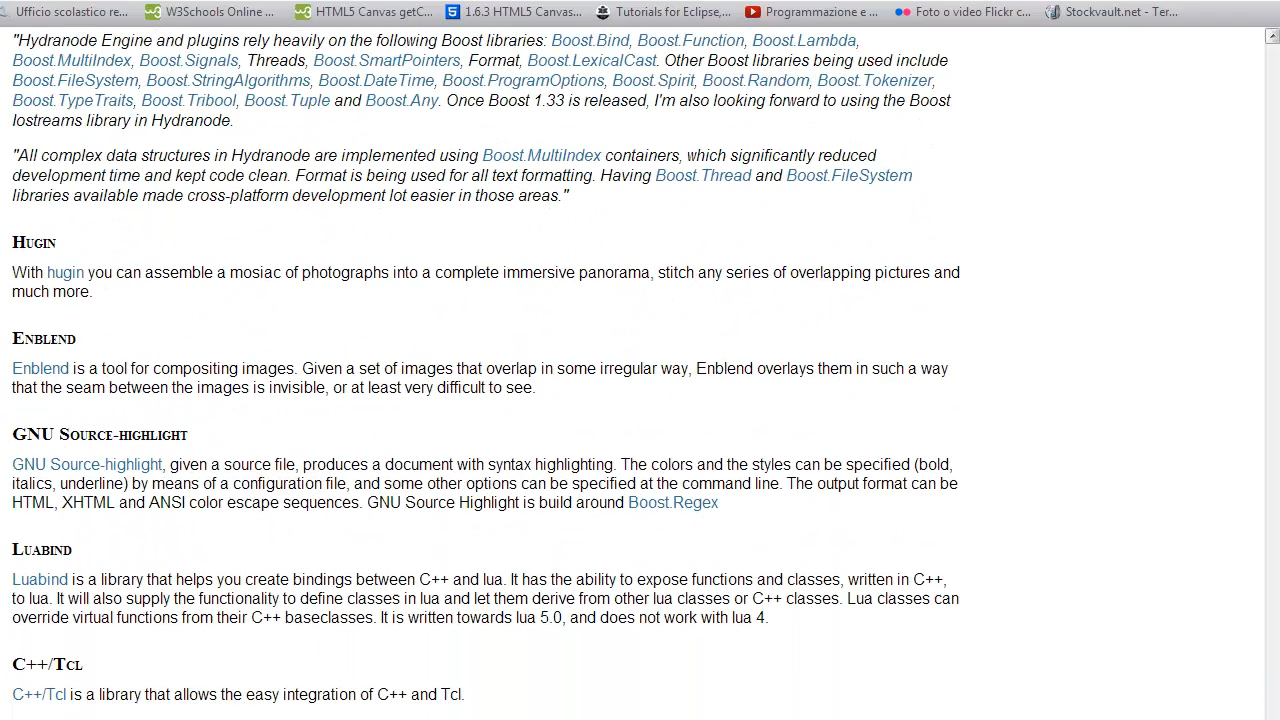 Ufficio scolastico re... W3Schools Online ... HTML5 Canvas getC... 1.6.3 HTML5 Canvas... Tutorials for Eclipse,... Programmazione e ... Foto o video Flickr c... Stockvault.net - Ter...
"Hydranode Engine and plugins rely heavily on the following Boost libraries: Boost.Bind, Boost.Function, Boost.Lambda,
Boost.MultiIndex, Boost.Signals, Threads, Boost.SmartPointers, Format, Boost.LexicalCast. Other Boost libraries being used include
Boost.FileSystem, Boost.StringAlgorithms, Boost.DateTime, Boost.ProgramOptions, Boost.Spirit, Boost.Random, Boost.Tokenizer,
Boost.TypeTraits, Boost.Tribool, Boost.Tuple and Boost.Any. Once Boost 1.33 is released, I'm also looking forward to using the Boost
Iostreams library in Hydranode.
"All complex data structures in Hydranode are implemented using Boost.MultiIndex containers, which significantly reduced
development time and kept code clean. Format is being used for all text formatting. Having Boost.Thread and Boost.FileSystem
libraries available made cross-platform development lot easier in those areas."
Hugin
With hugin you can assemble a mosiac of photographs into a complete immersive panorama, stitch any series of overlapping pictures and
much more.
Enblend
Enblend is a tool for compositing images. Given a set of images that overlap in some irregular way, Enblend overlays them in such a way
that the seam between the images is invisible, or at least very difficult to see.
GNU Source-highlight
GNU Source-highlight, given a source file, produces a document with syntax highlighting. The colors and the styles can be specified (bold,
italics, underline) by means of a configuration file, and some other options can be specified at the command line. The output format can be
HTML, XHTML and ANSI color escape sequences. GNU Source Highlight is build around Boost.Regex
Luabind
Luabind is a library that helps you create bindings between C++ and lua. It has the ability to expose functions and classes, written in C++,
to lua. It will also supply the functionality to define classes in lua and let them derive from other lua classes or C++ classes. Lua classes can
override virtual functions from their C++ baseclasses. It is written towards lua 5.0, and does not work with lua 4.
C++/Tcl
C++/Tcl is a library that allows the easy integration of C++ and Tcl.